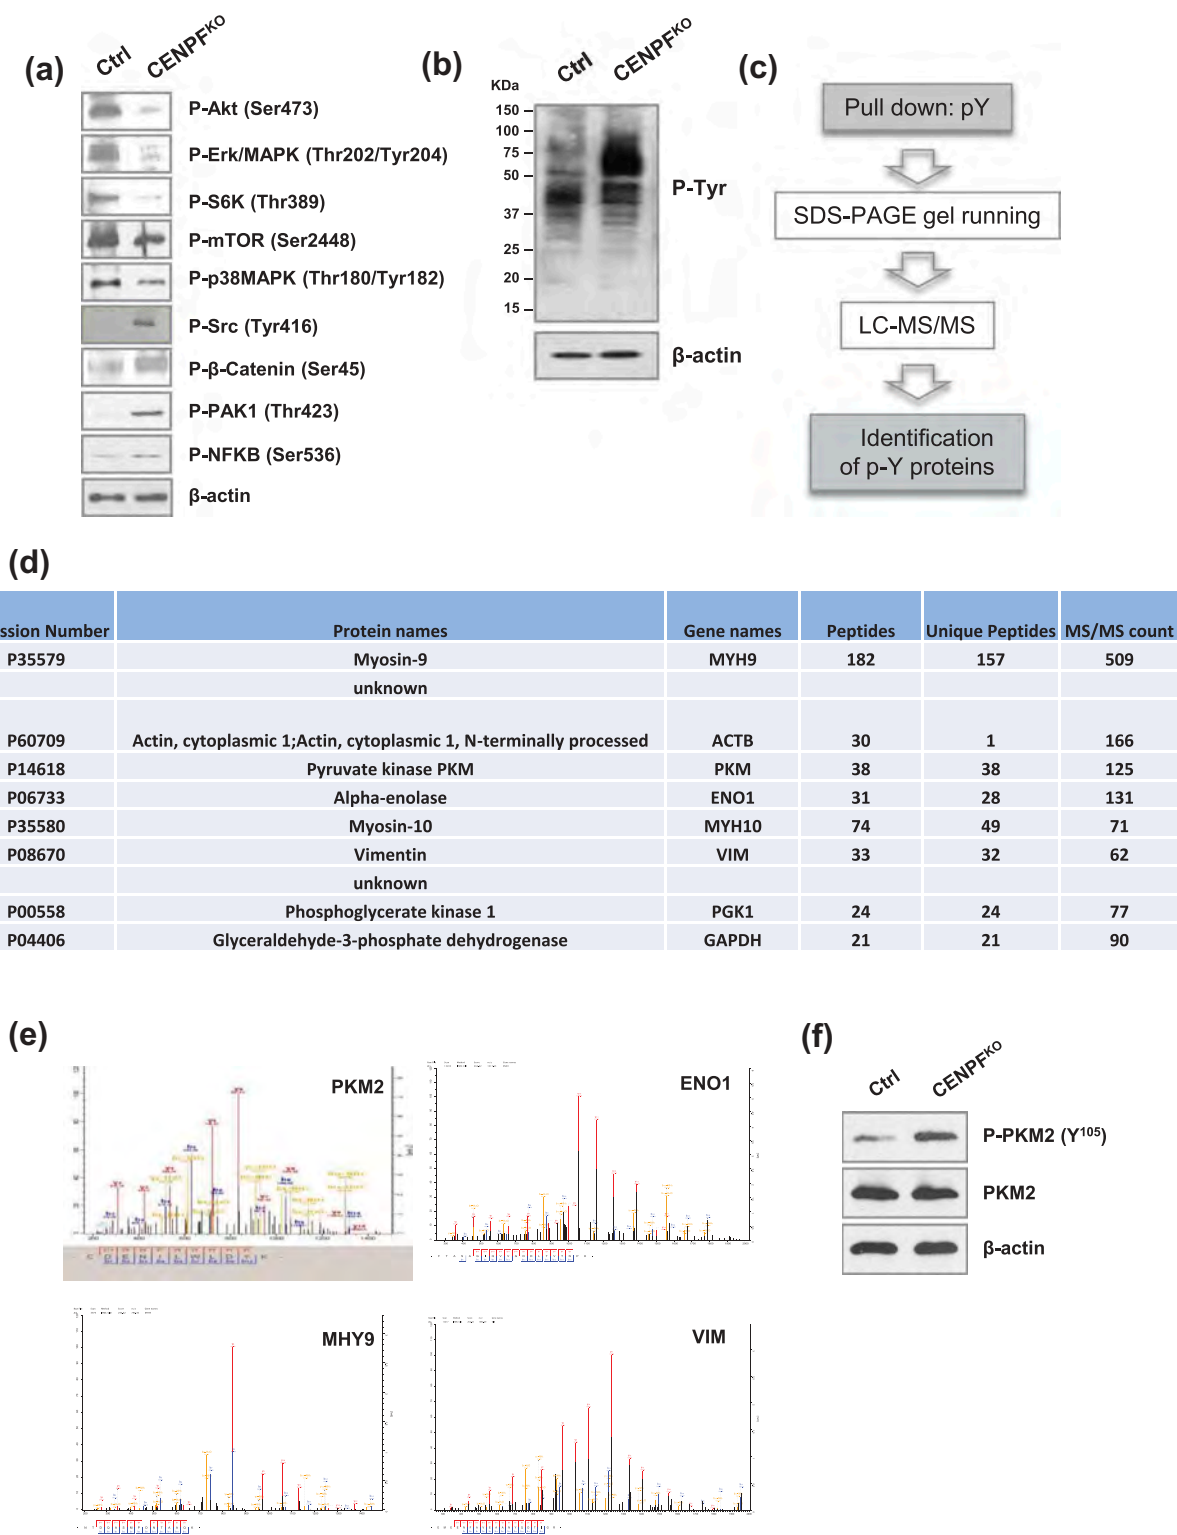 (a)
Ctrl
CENPFKO
P-Akt (Ser473)
P-Erk/MAPK (Thr202/Tyr204)
P-S6K (Thr389)
P-mTOR (Ser2448)
P-p38MAPK (Thr180/Tyr182)
P-Src (Tyr416)
P-β-Catenin (Ser45)
P-PAK1 (Thr423)
P-NFKB (Ser536)
β-actin
(b)
Ctrl
CENPFKO
KDa
150
100
75
50
37
25
20
15
P-Tyr
β-actin
(c)
Pull down: pY
SDS-PAGE gel running
LC-MS/MS
Identification
of p-Y proteins
(d)
ssion Number Protein names Gene names Peptides Unique Peptides MS/MS count
P35579 Myosin-9 MYH9 182 157 509
unknown
P60709 Actin, cytoplasmic 1;Actin, cytoplasmic 1, N-terminally processed ACTB 30 1 166
P14618 Pyruvate kinase PKM PKM 38 38 125
P06733 Alpha-enolase ENO1 31 28 131
P35580 Myosin-10 MYH10 74 49 71
P08670 Vimentin VIM 33 32 62
unknown
P00558 Phosphoglycerate kinase 1 PGK1 24 24 77
P04406 Glyceraldehyde-3-phosphate dehydrogenase GAPDH 21 21 90
(e)
PKM2
ENO1
MHY9
VIM
(f)
Ctrl
CENPFKO
P-PKM2 (Y105)
PKM2
β-actin